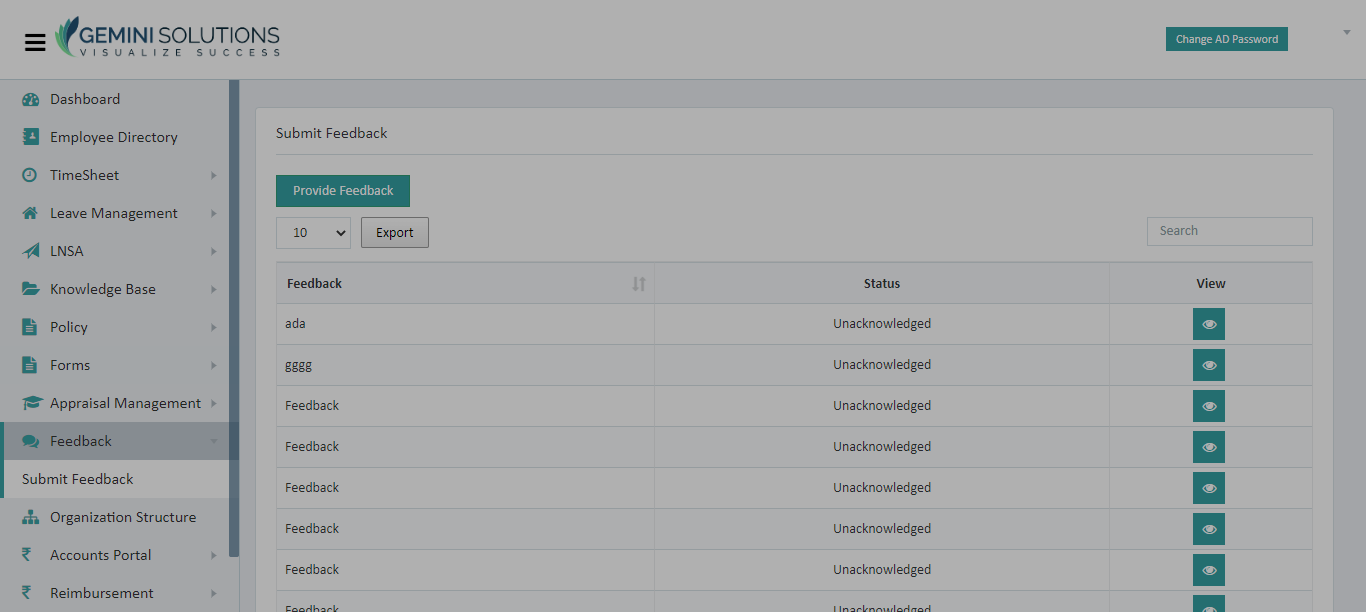 GEMINI SOLUTIONS
VISUALIZE SUCCESS
Change AD Password
Dashboard
Employee Directory
TimeSheet
Leave Management
LNSA
Knowledge Base
Policy
Forms
Appraisal Management
Feedback
Submit Feedback
Organization Structure
₹ Accounts Portal
₹ Reimbursement
Submit Feedback
Provide Feedback
10 Export Search
Feedback Status View
ada Unacknowledged
gggg Unacknowledged
Feedback Unacknowledged
Feedback Unacknowledged
Feedback Unacknowledged
Feedback Unacknowledged
Feedback Unacknowledged
Feedback Unacknowledged